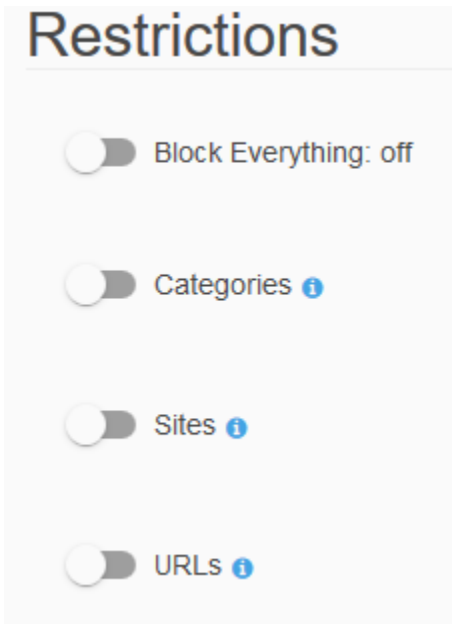 Restrictions
Block Everything: off
Categories
Sites
URLs